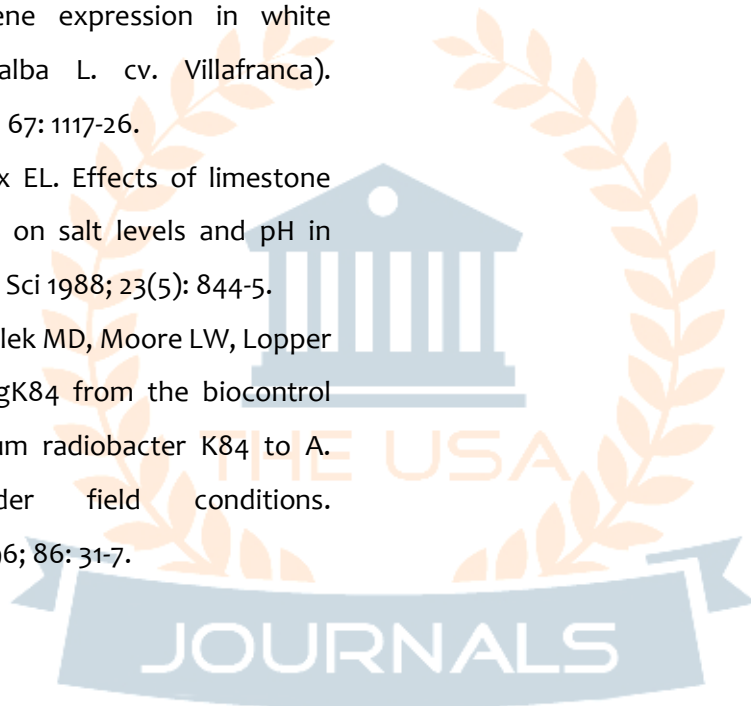 ene expression in white
alba L. cv. Villafranca).
67: 1117-26.
x EL. Effects of limestone
on salt levels and pH in
Sci 1988; 23(5): 844-5.
lek MD, Moore LW, Lopper
gK84 from the biocontrol
um radiobacter K84 to A.
der field conditions.
96; 86: 31-7.
THE USA
JOURNALS